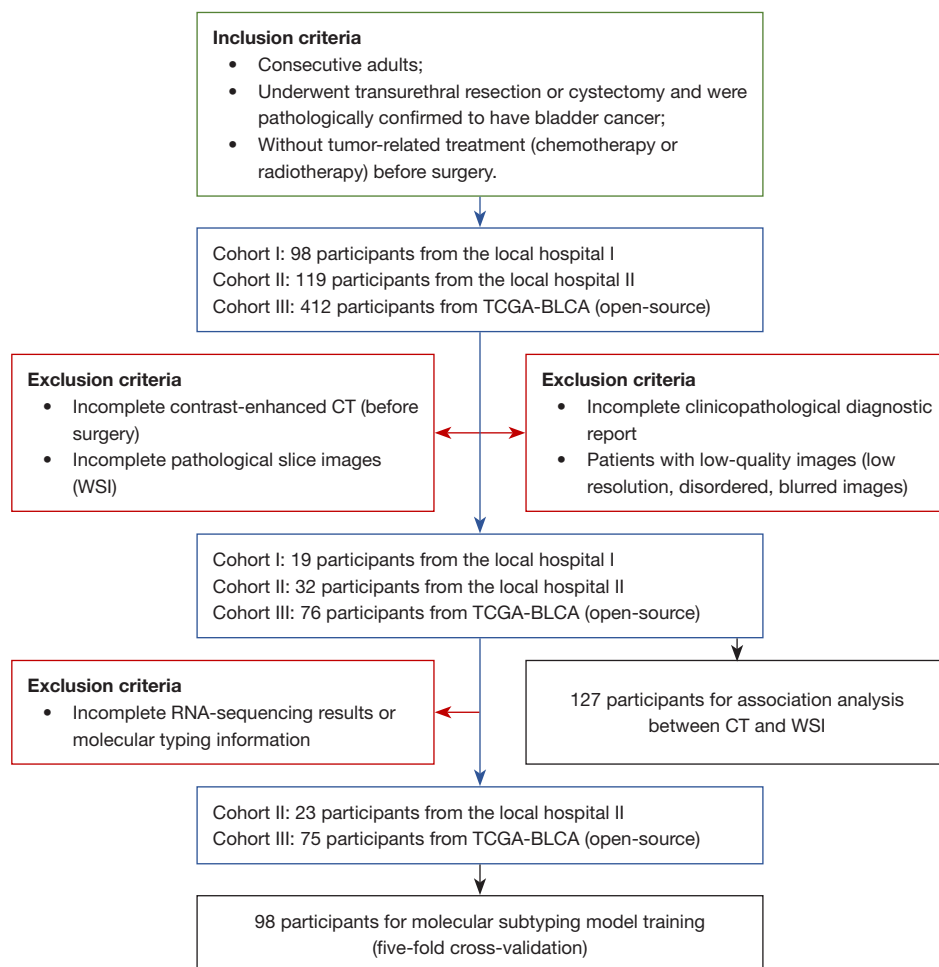 Inclusion criteria
• Consecutive adults;
• Underwent transurethral resection or cystectomy and were
pathologically confirmed to have bladder cancer;
• Without tumor-related treatment (chemotherapy or
radiotherapy) before surgery.
Cohort I: 98 participants from the local hospital I
Cohort II: 119 participants from the local hospital II
Cohort III: 412 participants from TCGA-BLCA (open-source)
Exclusion criteria
• Incomplete contrast-enhanced CT (before
surgery)
• Incomplete pathological slice images
(WSI)
Exclusion criteria
• Incomplete clinicopathological diagnostic
report
• Patients with low-quality images (low
resolution, disordered, blurred images)
Cohort I: 19 participants from the local hospital I
Cohort II: 32 participants from the local hospital II
Cohort III: 76 participants from TCGA-BLCA (open-source)
Exclusion criteria
• Incomplete RNA-sequencing results or
molecular typing information
127 participants for association analysis
between CT and WSI
Cohort II: 23 participants from the local hospital II
Cohort III: 75 participants from TCGA-BLCA (open-source)
98 participants for molecular subtyping model training
(five-fold cross-validation)